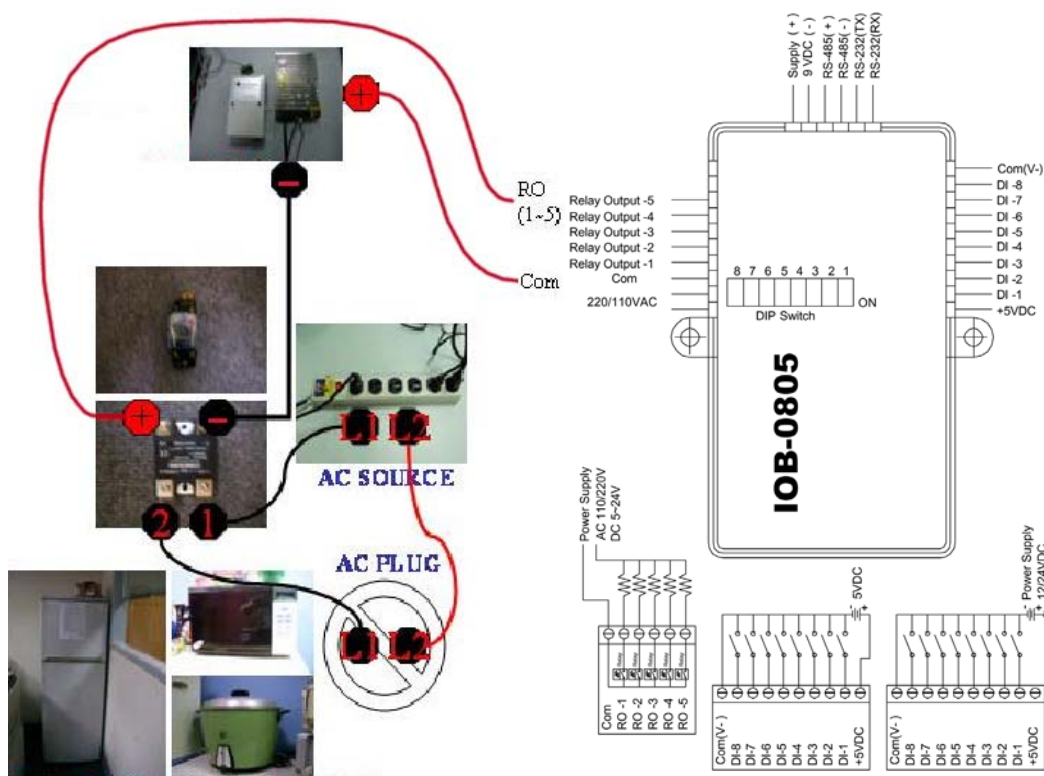 Supply ( + )
9 VDC ( - )
RS-485( + )
RS-485( - )
RS-232(TX)
RS-232(RX)
+
−
RO
(1~5)
Com
Relay Output -5
Relay Output -4
Relay Output -3
Relay Output -2
Relay Output -1
Com
220/110VAC
Com(V-)
DI -8
DI -7
DI -6
DI -5
DI -4
DI -3
DI -2
DI -1
+5VDC
8 7 6 5 4 3 2 1
ON
DIP Switch
IOB-0805
+
−
2
1
L1 L2
AC SOURCE
AC PLUG
L1 L2
Power Supply
AC 110/220V
DC 5~24V
Relay
Relay
Relay
Relay
Relay
Com
RO -1
RO -2
RO -3
RO -4
RO -5
- 5VDC
+
Com(V-)
DI-8
DI-7
DI-6
DI-5
DI-4
DI-3
DI-2
DI-1
+5VDC
- Power Supply
+ 12/24VDC
Com(V-)
DI-8
DI-7
DI-6
DI-5
DI-4
DI-3
DI-2
DI-1
+5VDC